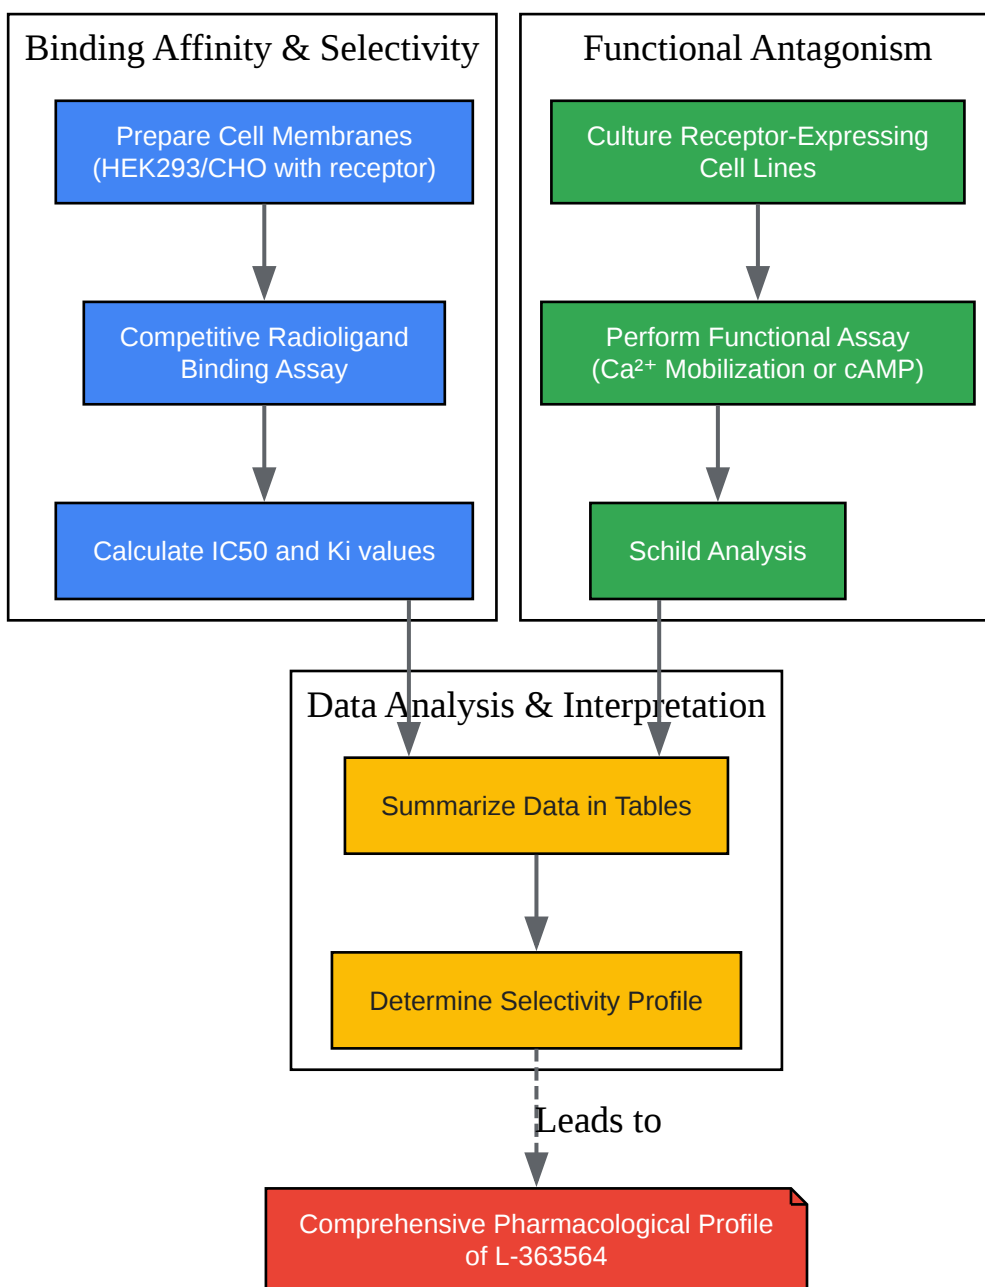 Binding Affinity & Selectivity
Prepare Cell Membranes
(HEK293/CHO with receptor)
Competitive Radioligand
Binding Assay
Calculate IC50 and Ki values
Functional Antagonism
Culture Receptor-Expressing
Cell Lines
Perform Functional Assay
(Ca²⁺ Mobilization or cAMP)
Schild Analysis
Data Analysis & Interpretation
Summarize Data in Tables
Determine Selectivity Profile
Leads to
Comprehensive Pharmacological Profile
of L-363564